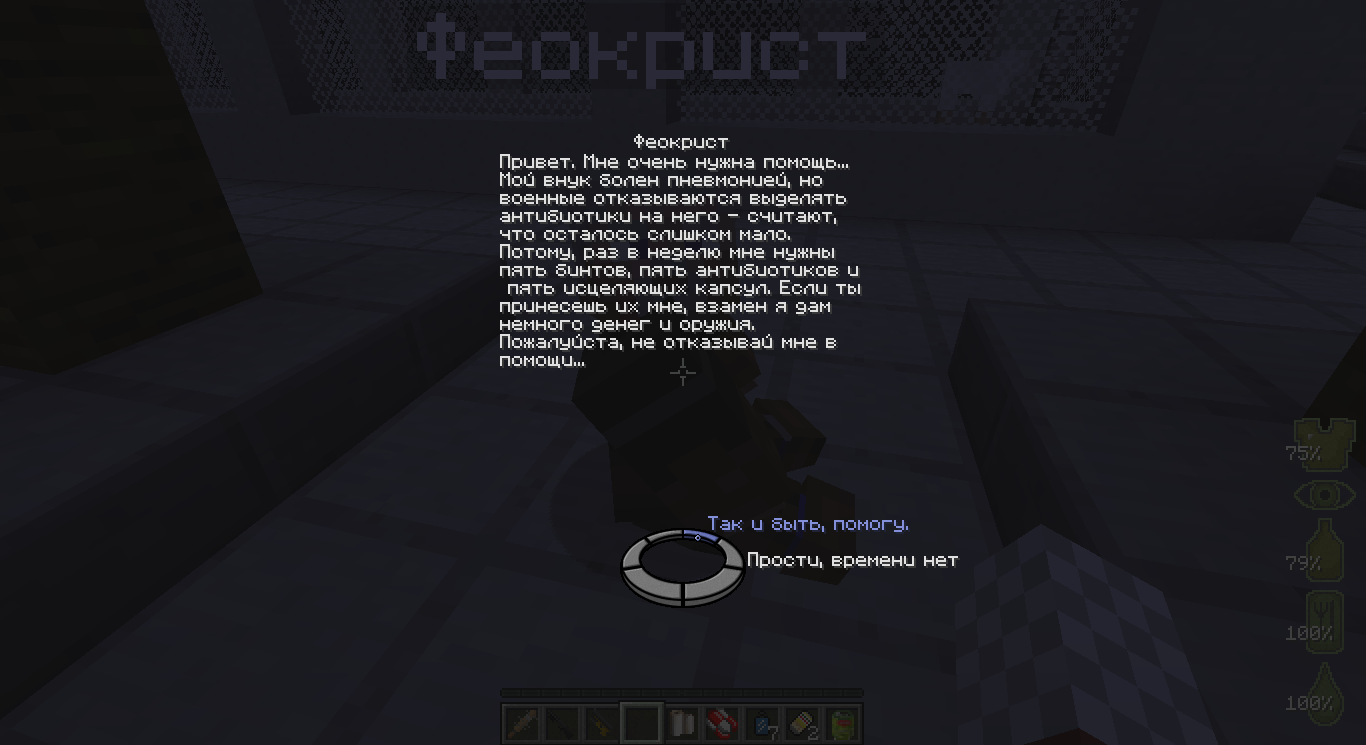 Феокрист
Феокрист
Привет. Мне очень нужна помощь...
Мой внук болен пневмонией, но
военные отказываются выделять
антибиотики на него - считают,
что осталось слишком мало.
Потому, раз в неделю мне нужны
пять бинтов, пять антибиотиков и
пять исцеляющих капсул. Если ты
принесешь их мне, взамен я дам
немного денег и оружия.
Пожалуйста, не отказывай мне в
помощи...
75%
Так и быть, помогу.
Прости, времени нет
79%
100%
100%
7
2